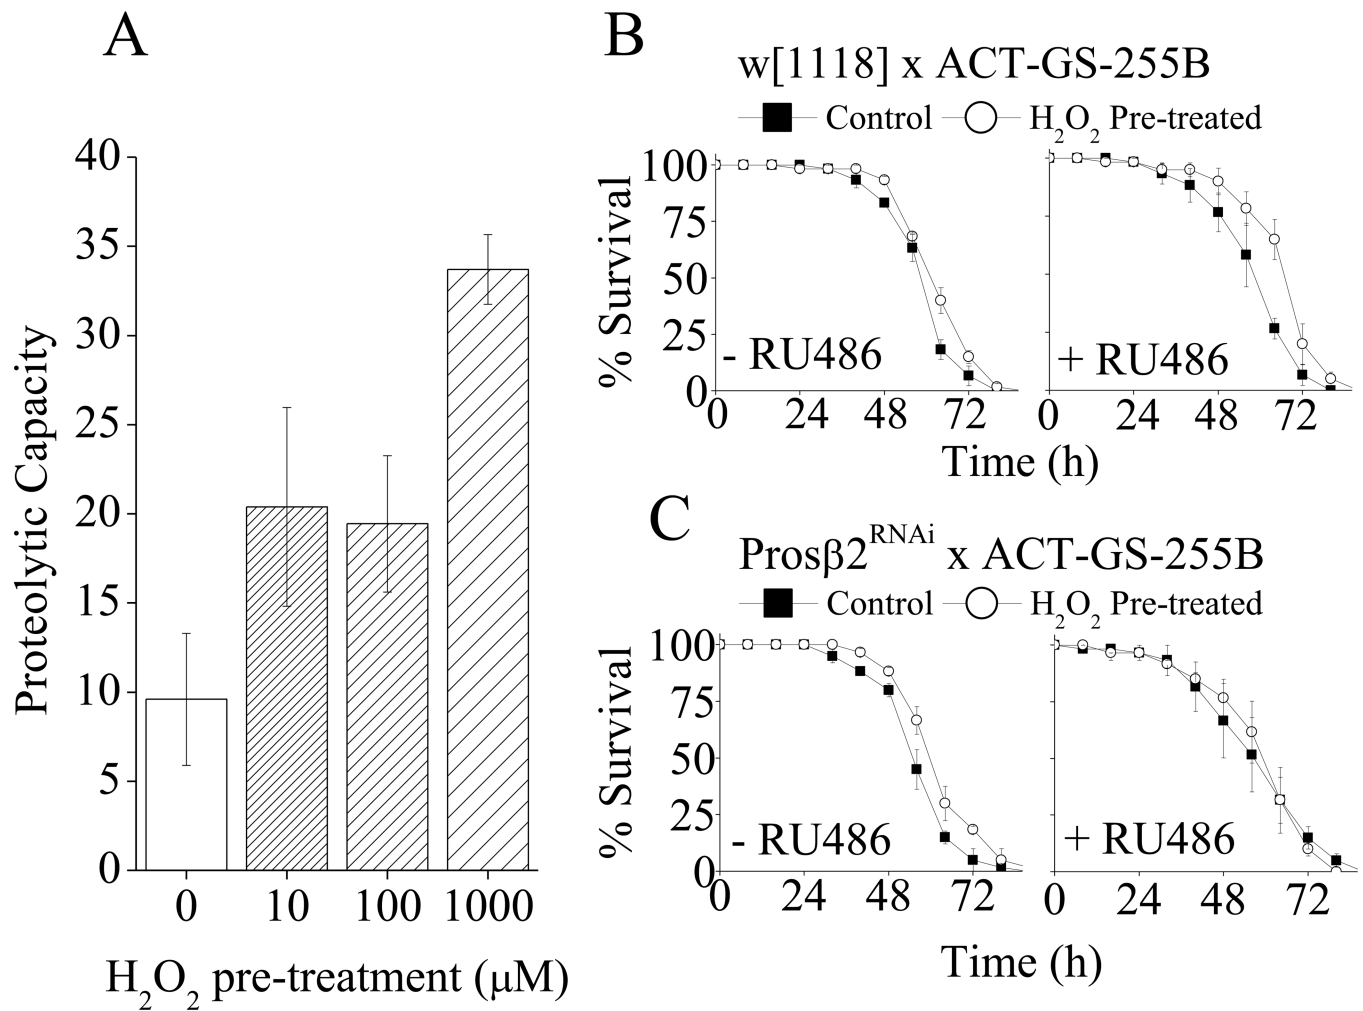 A
40
35
30
25
20
15
10
5
0
Proteolytic Capacity
0 10 100 1000
H₂O₂ pre-treatment (μM)
B
w[1118] x ACT-GS-255B
Control H₂O₂ Pre-treated
100
75
50
25
0
% Survival
- RU486
+ RU486
0 24 48 72 0 24 48 72
Time (h)
C
Prosβ2^RNAi x ACT-GS-255B
Control H₂O₂ Pre-treated
100
75
50
25
0
% Survival
- RU486
+ RU486
0 24 48 72 0 24 48 72
Time (h)